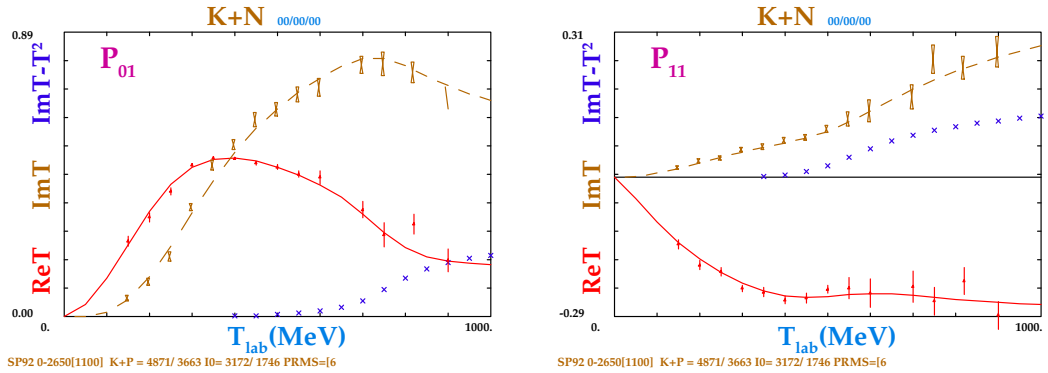 K+N 00/00/00
0.89
P01
ImT-T²
ImT
ReT
0.00
0.
1000.
Tlab(MeV)
SP92 0-2650[1100] K+P = 4871/ 3663 I0= 3172/ 1746 PRMS=[6
K+N 00/00/00
0.31
P11
ImT-T²
ImT
ReT
-0.29
0.
1000.
Tlab(MeV)
SP92 0-2650[1100] K+P = 4871/ 3663 I0= 3172/ 1746 PRMS=[6